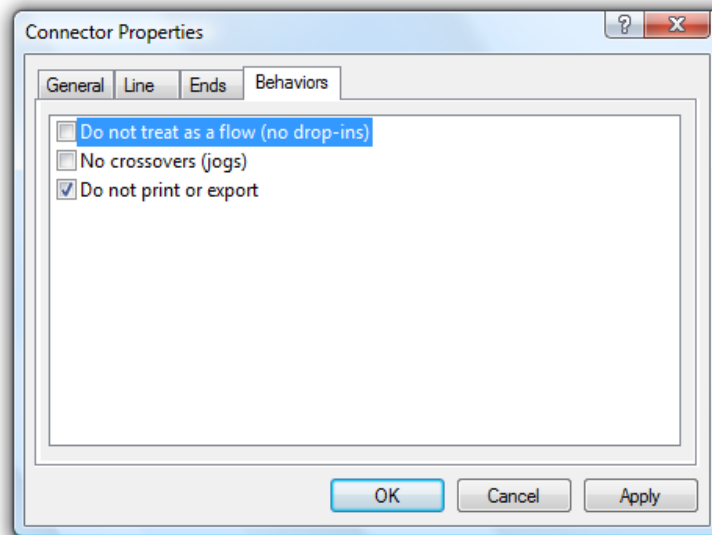 Connector Properties
General Line Ends Behaviors
Do not treat as a flow (no drop-ins)
No crossovers (jogs)
Do not print or export
OK Cancel Apply